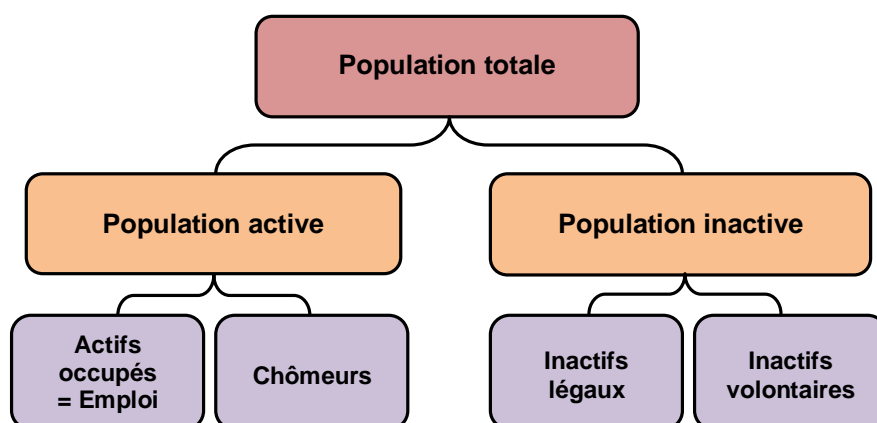 Population totale
Population active
Population inactive
Actifs
occupés
= Emploi
Chômeurs
Inactifs
légaux
Inactifs
volontaires